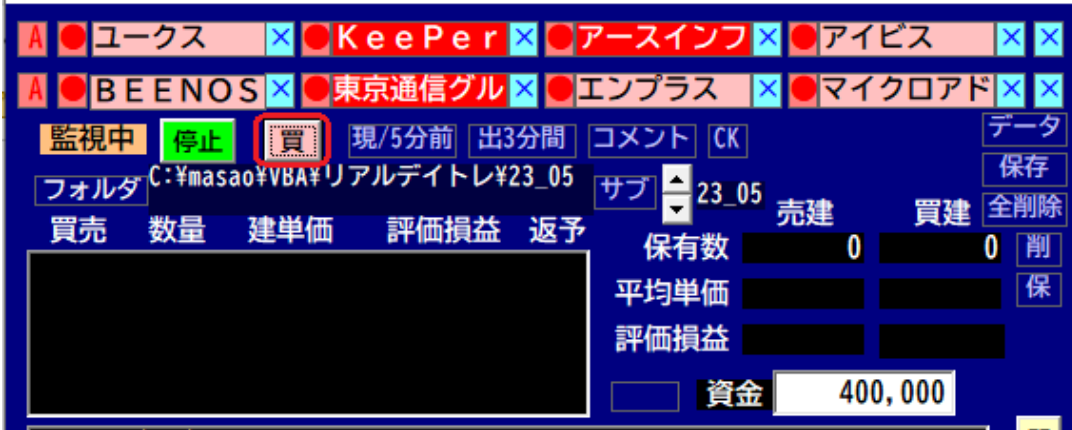 A ユークス × KeePer × アースインフ × アイビス × ×
A BEENOS × 東京通信グル × エンプラス × マイクロアド × ×
監視中 停止 買 現/5分前 出3分間 コメント CK データ
フォルダ C:¥masao¥VBA¥リアルデイトレ¥23_05 サブ 23_05 保存
買売 数量 建単価 評価損益 返予 売建 買建 全削除
保有数 0 0 削
平均単価 保
評価損益
資金 400,000